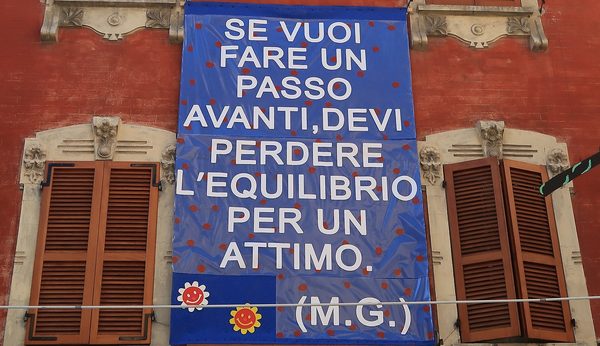 SE VUOI
FARE UN
PASSO
AVANTI,DEVI
PERDERE
L'EQUILIBRIO
PER UN
ATTIMO.
(M.G.)